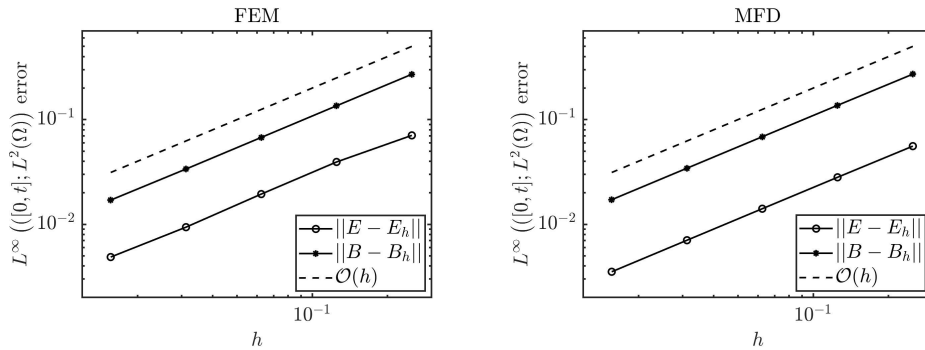 FEM
L^∞ (([0, t]; L^2(Ω)) error
10^{-1}
10^{-2}
||E − E_h||
||B − B_h||
O(h)
10^{-1}
h
MFD
L^∞ (([0, t]; L^2(Ω)) error
10^{-1}
10^{-2}
||E − E_h||
||B − B_h||
O(h)
10^{-1}
h